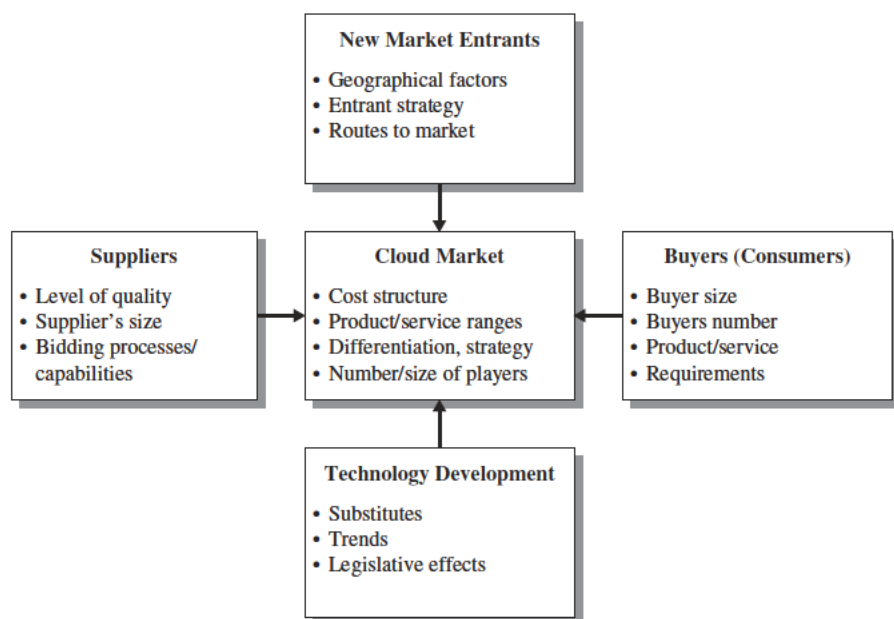 New Market Entrants
• Geographical factors
• Entrant strategy
• Routes to market
Suppliers
• Level of quality
• Supplier's size
• Bidding processes/
capabilities
Cloud Market
• Cost structure
• Product/service ranges
• Differentiation, strategy
• Number/size of players
Buyers (Consumers)
• Buyer size
• Buyers number
• Product/service
• Requirements
Technology Development
• Substitutes
• Trends
• Legislative effects